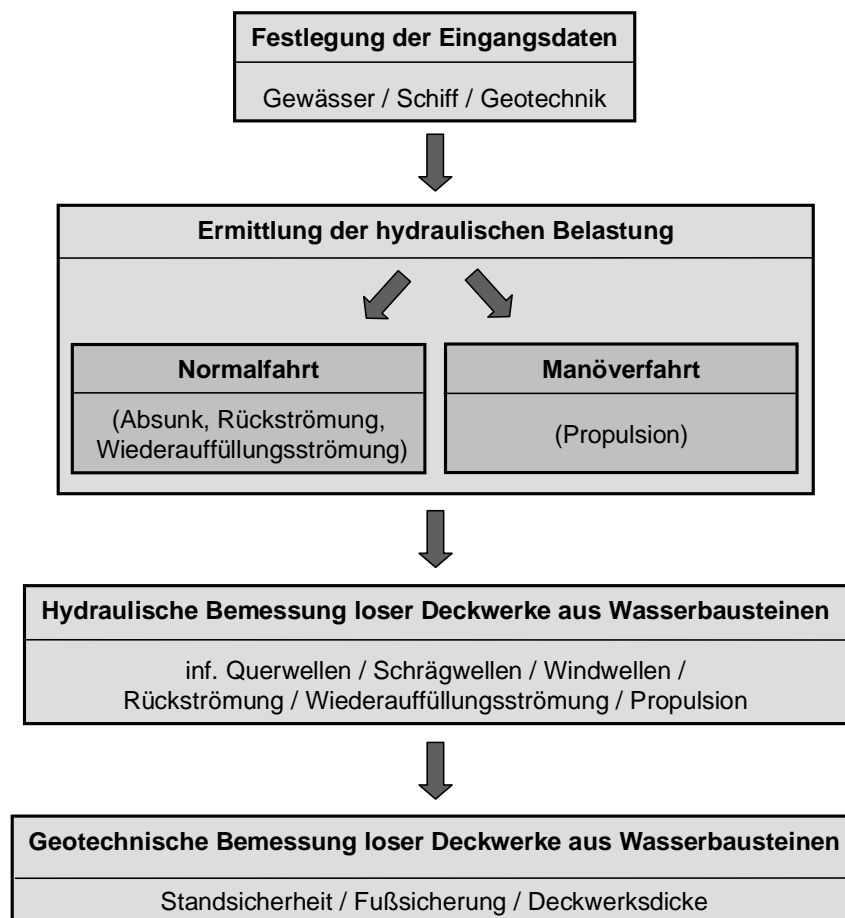 Festlegung der Eingangsdaten
Gewässer / Schiff / Geotechnik
Ermittlung der hydraulischen Belastung
Normalfahrt
(Absunk, Rückströmung,
Wiederauffüllungsströmung)
Manöverfahrt
(Propulsion)
Hydraulische Bemessung loser Deckwerke aus Wasserbausteinen
inf. Querwellen / Schrägwellen / Windwellen /
Rückströmung / Wiederauffüllungsströmung / Propulsion
Geotechnische Bemessung loser Deckwerke aus Wasserbausteinen
Standsicherheit / Fußsicherung / Deckwerksdicke